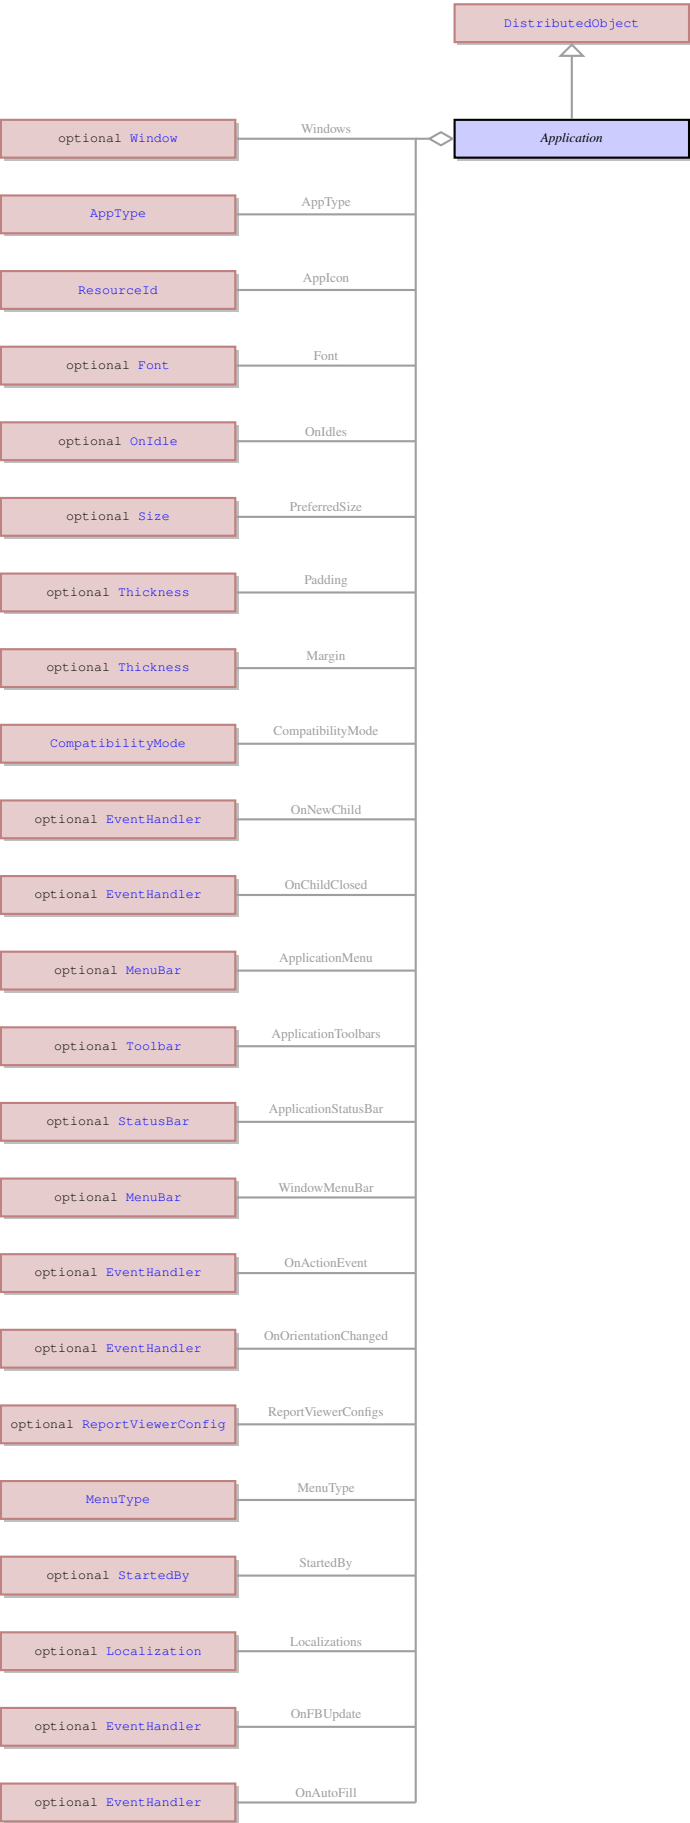 DistributedObject
optional Window
Windows
Application
AppType
AppType
ResourceId
AppIcon
optional Font
Font
optional OnIdle
OnIdles
optional Size
PreferredSize
optional Thickness
Padding
optional Thickness
Margin
CompatibilityMode
CompatibilityMode
optional EventHandler
OnNewChild
optional EventHandler
OnChildClosed
optional MenuBar
ApplicationMenu
optional Toolbar
ApplicationToolbars
optional StatusBar
ApplicationStatusBar
optional MenuBar
WindowMenuBar
optional EventHandler
OnActionEvent
optional EventHandler
OnOrientationChanged
optional ReportViewerConfig
ReportViewerConfigs
MenuType
MenuType
optional StartedBy
StartedBy
optional Localization
Localizations
optional EventHandler
OnFBUpdate
optional EventHandler
OnAutoFill